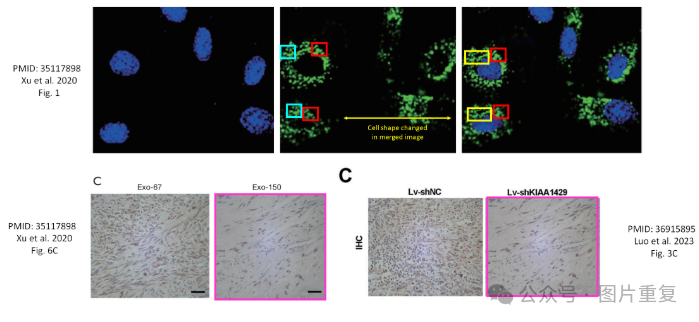 PMID: 35117898
Xu et al. 2020
Fig. 1
Cell shape changed
in merged image
PMID: 35117898
Xu et al. 2020
Fig. 6C
C
Exo-67
Exo-150
C
Lv-shNC
Lv-shKIAA1429
IHC
PMID: 36915895
Luo et al. 2023
Fig. 3C
公众号 · 图片重复